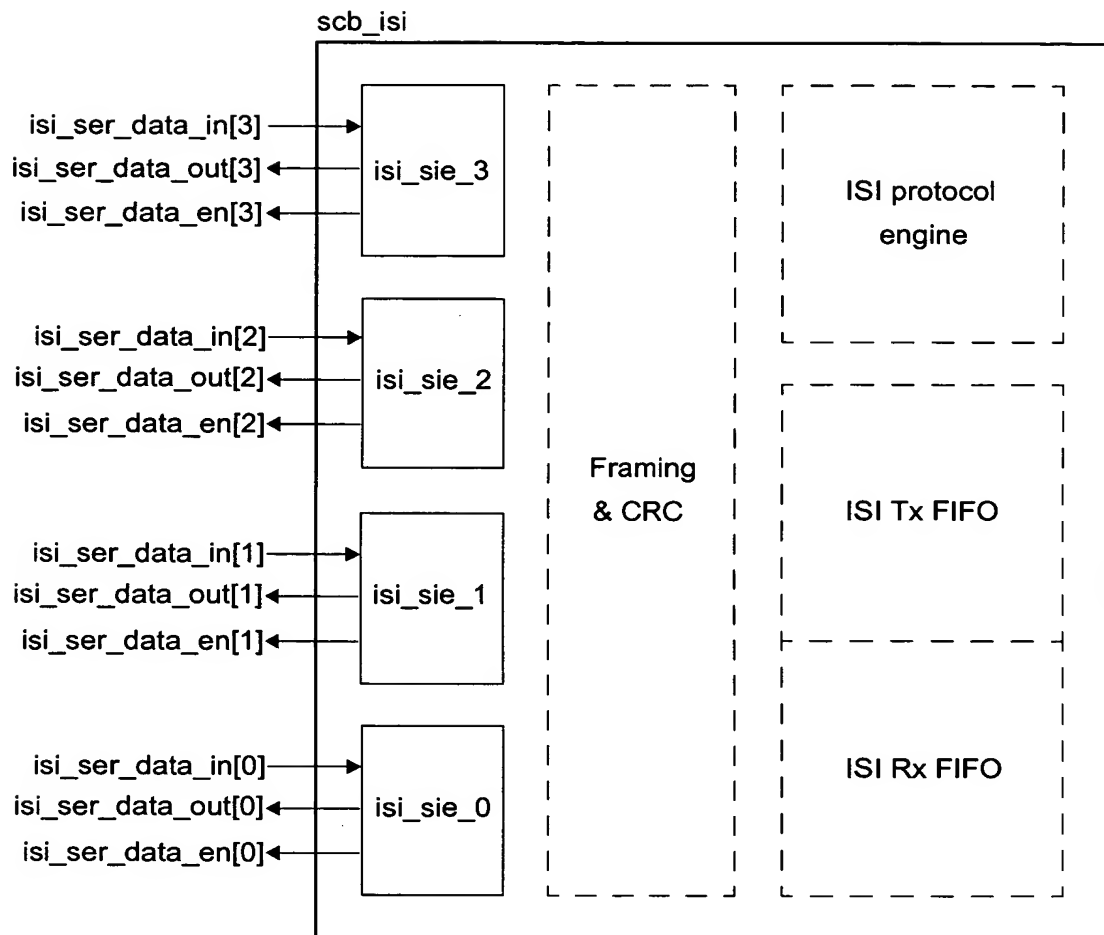 scb_isi
isi_ser_data_in[3]
isi_ser_data_out[3]
isi_ser_data_en[3]
isi_sie_3
isi_ser_data_in[2]
isi_ser_data_out[2]
isi_ser_data_en[2]
isi_sie_2
isi_ser_data_in[1]
isi_ser_data_out[1]
isi_ser_data_en[1]
isi_sie_1
isi_ser_data_in[0]
isi_ser_data_out[0]
isi_ser_data_en[0]
isi_sie_0
Framing
& CRC
ISI protocol
engine
ISI Tx FIFO
ISI Rx FIFO